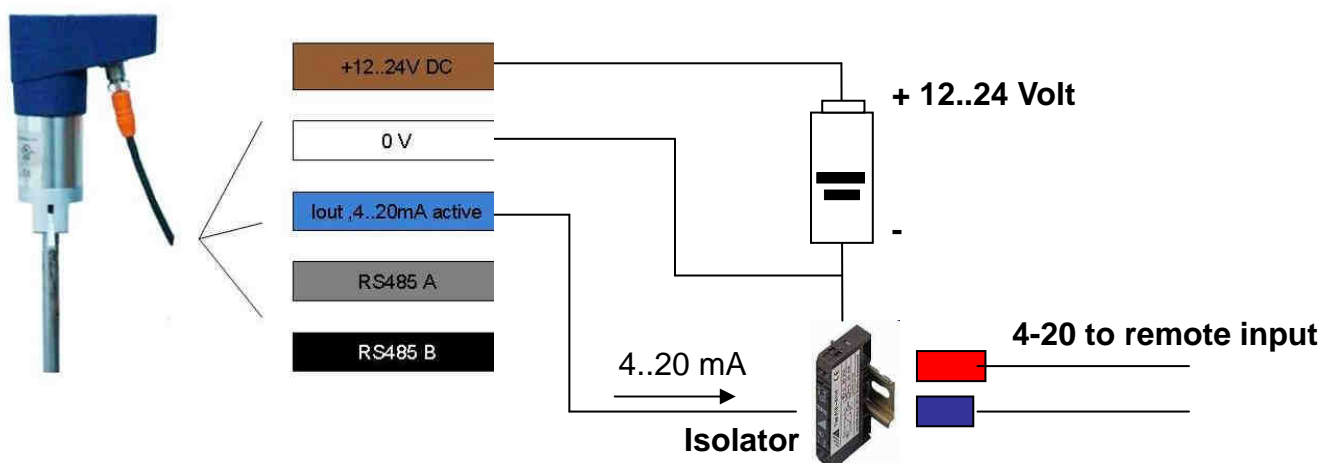 +12..24V DC
0 V
Iout ,4..20mA active
RS485 A
RS485 B
+ 12..24 Volt
-
4..20 mA
Isolator
4-20 to remote input